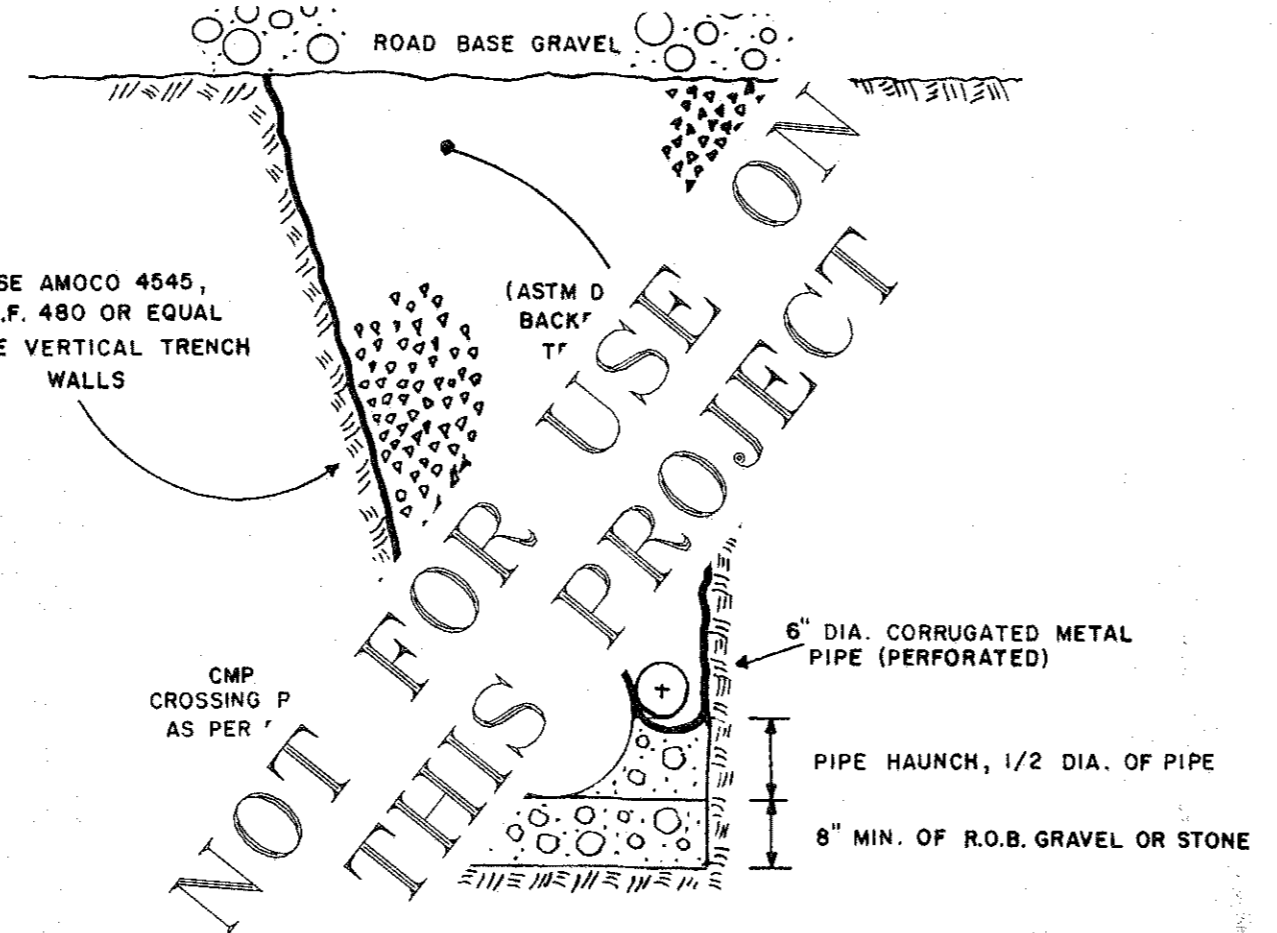 ROAD BASE GRAVEL
SE AMOCO 4545,
.F. 480 OR EQUAL
E VERTICAL TRENCH
WALLS
(ASTM D
BACKF
NOT FOR USE ON
THIS PROJECT
CMP
CROSSING P
AS PER
6" DIA. CORRUGATED METAL
PIPE (PERFORATED)
PIPE HAUNCH, 1/2 DIA. OF PIPE
8" MIN. OF R.O.B. GRAVEL OR STONE